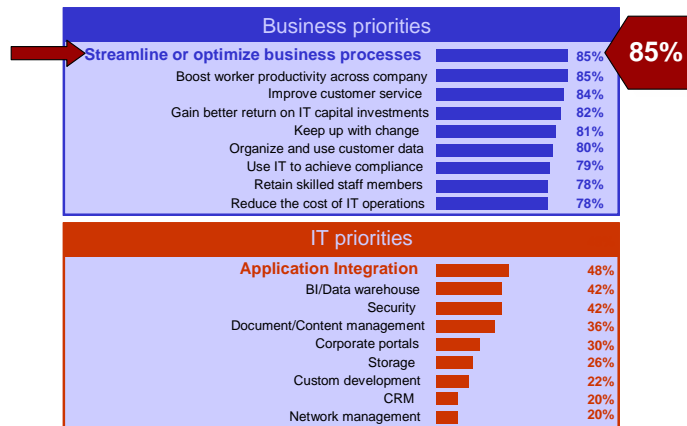 Business priorities
Streamline or optimize business processes 85%
85%
Boost worker productivity across company 85%
Improve customer service 84%
Gain better return on IT capital investments 82%
Keep up with change 81%
Organize and use customer data 80%
Use IT to achieve compliance 79%
Retain skilled staff members 78%
Reduce the cost of IT operations 78%
IT priorities
Application Integration 48%
BI/Data warehouse 42%
Security 42%
Document/Content management 36%
Corporate portals 30%
Storage 26%
Custom development 22%
CRM 20%
Network management 20%